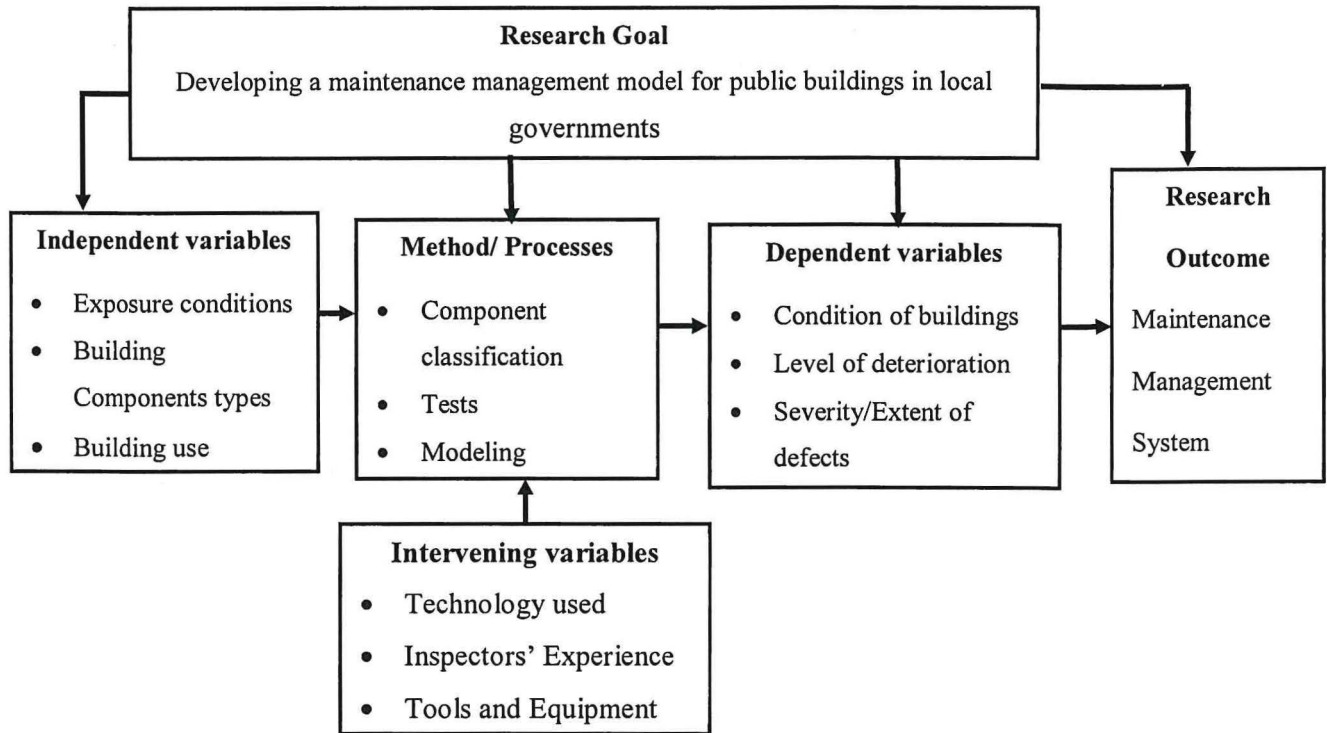 Research Goal
Developing a maintenance management model for public buildings in local
governments
Independent variables
• Exposure conditions
• Building
Components types
• Building use
Method/ Processes
• Component
classification
• Tests
• Modeling
Dependent variables
• Condition of buildings
• Level of deterioration
• Severity/Extent of
defects
Research
Outcome
Maintenance
Management
System
Intervening variables
• Technology used
• Inspectors’ Experience
• Tools and Equipment